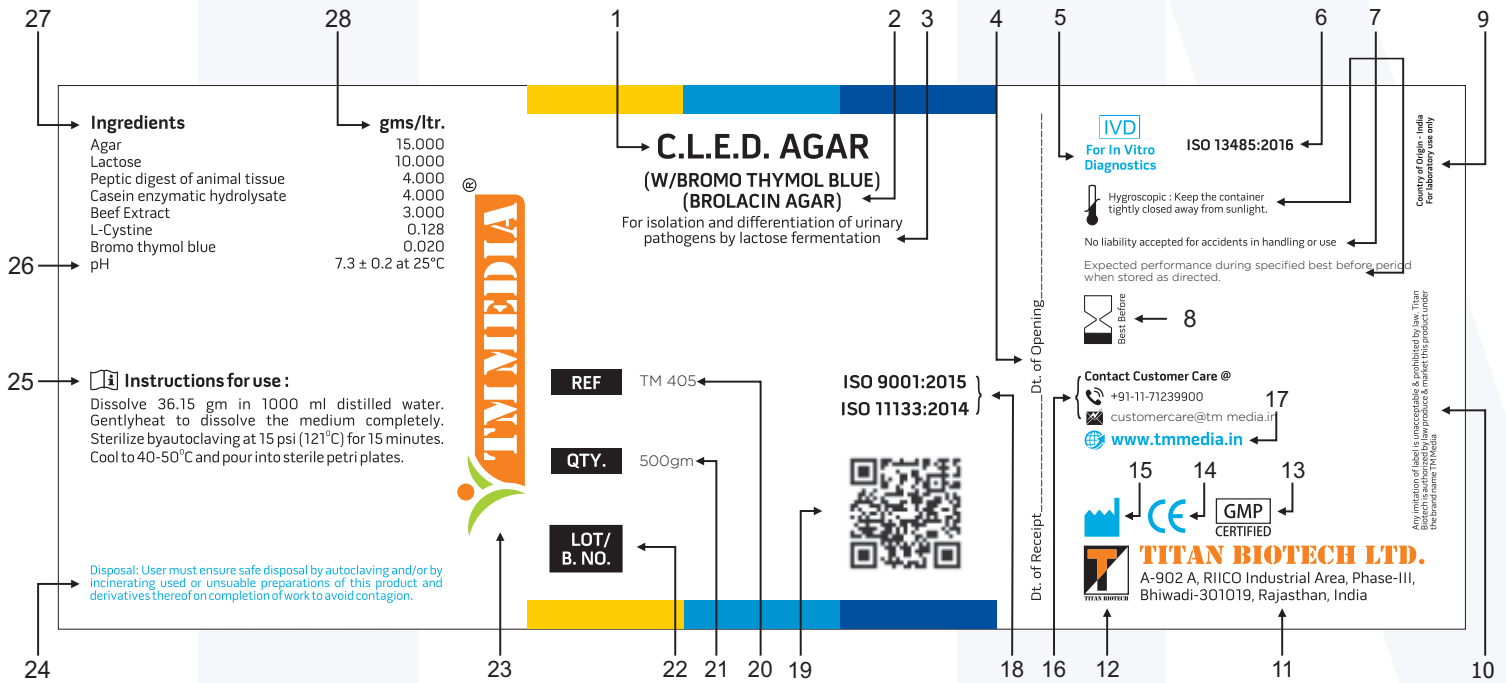 27
28
1
2
3
4
5
6
7
9
Ingredients gms/ltr.
Agar 15.000
Lactose 10.000
Peptic digest of animal tissue 4.000
Casein enzymatic hydrolysate 4.000
Beef Extract 3.000
L-Cystine 0.128
Bromo thymol blue 0.020
pH 7.3 ± 0.2 at 25°C
26
25
Instructions for use :
Dissolve 36.15 gm in 1000 ml distilled water.
Gentlyheat to dissolve the medium completely.
Sterilize byautoclaving at 15 psi (121⁰C) for 15 minutes.
Cool to 40-50⁰C and pour into sterile petri plates.
Disposal: User must ensure safe disposal by autoclaving and/or by
incinerating used or unsuable preparations of this product and
derivatives thereof on completion of work to avoid contagion.
TM MEDIA
®
C.L.E.D. AGAR
(W/BROMO THYMOL BLUE)
(BROLACIN AGAR)
For isolation and differentiation of urinary
pathogens by lactose fermentation
REF TM 405
QTY. 500gm
LOT/
B. NO.
ISO 9001:2015
ISO 11133:2014
Dt. of Receipt____________Dt. of Opening____________
IVD
For In Vitro
Diagnostics
ISO 13485:2016
Hygroscopic : Keep the container
tightly closed away from sunlight.
No liability accepted for accidents in handling or use
Expected performance during specified best before period
when stored as directed.
Best Before
8
Contact Customer Care @
+91-11-71239900
customercare@tm media.in
www.tmmedia.in
17
15
14
13
GMP
CERTIFIED
TITAN BIOTECH
TITAN BIOTECH LTD.
A-902 A, RIICO Industrial Area, Phase-III,
Bhiwadi-301019, Rajasthan, India
Country of Origin - India
For laboratory use only
Any imitation of label is unacceptable & prohibited by law. Titan
Biotech is authorized by law produce & market this product under
the brand name TM Media
24
23
22
21
20
19
18
16
12
11
10